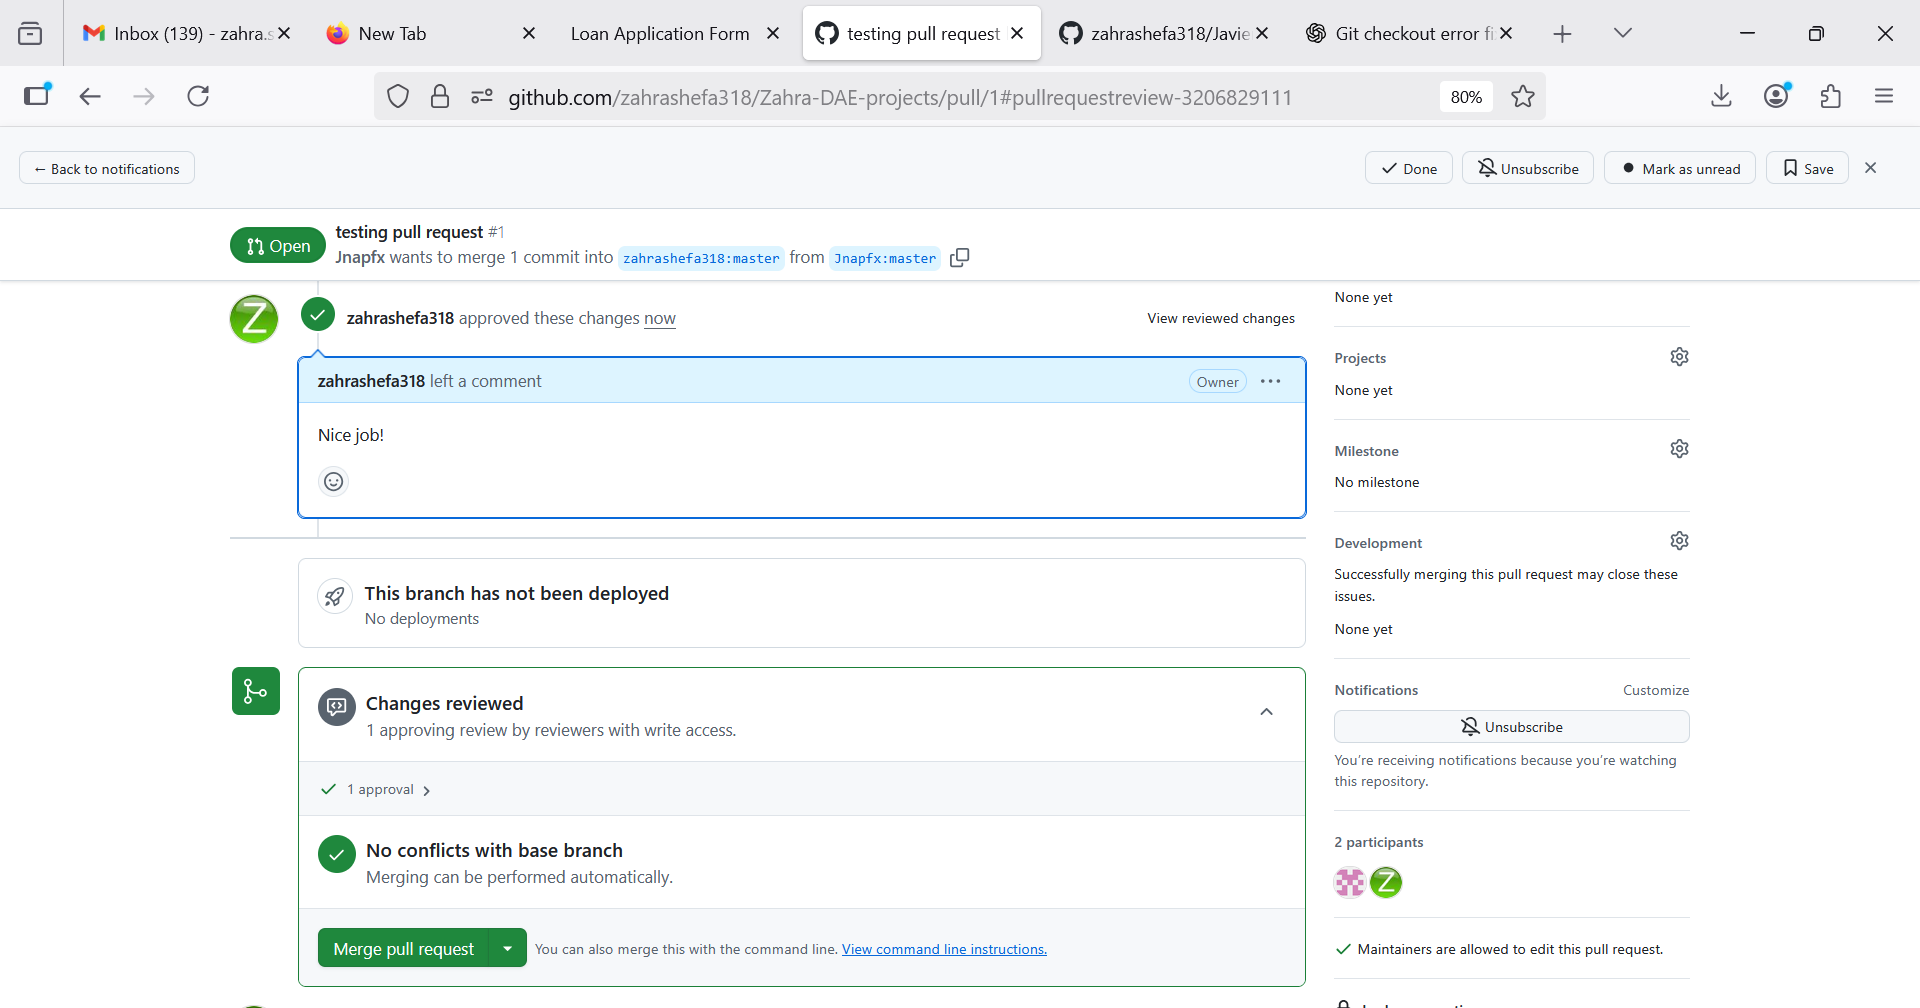 Inbox (139) - zahra.s
New Tab
Loan Application Form
testing pull request
zahrashefa318/Javie
Git checkout error fi
github.com/zahrashefa318/Zahra-DAE-projects/pull/1#pullrequestreview-3206829111
80%
← Back to notifications
Done
Unsubscribe
Mark as unread
Save
Open
testing pull request #1
Jnapfx wants to merge 1 commit into zahrashefa318:master from Jnapfx:master
zahrashefa318 approved these changes now
View reviewed changes
zahrashefa318 left a comment
Owner
Nice job!
This branch has not been deployed
No deployments
Changes reviewed
1 approving review by reviewers with write access.
1 approval
No conflicts with base branch
Merging can be performed automatically.
Merge pull request
You can also merge this with the command line. View command line instructions.
None yet
Projects
None yet
Milestone
No milestone
Development
Successfully merging this pull request may close these
issues.
None yet
Notifications
Customize
Unsubscribe
You're receiving notifications because you're watching
this repository.
2 participants
Maintainers are allowed to edit this pull request.